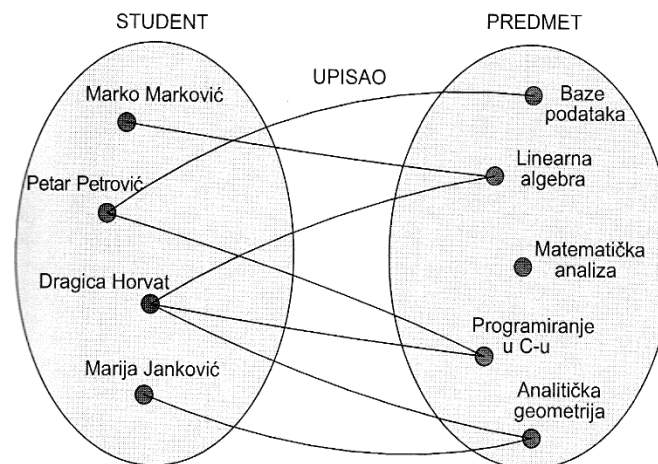 STUDENT
PREDMET
UPISAO
Marko Marković
Petar Petrović
Dragica Horvat
Marija Janković
Baze
podataka
Linearna
algebra
Matematička
analiza
Programiranje
u C-u
Analitička
geometrija